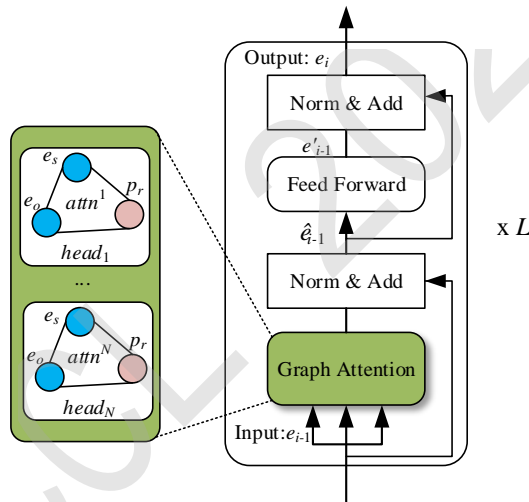 Output: e_i
Norm & Add
e'_{i-1}
Feed Forward
ê_{i-1}
Norm & Add
Graph Attention
Input:e_{i-1}
x L
e_s
e_o
p_r
attn^1
head_1
...
e_s
e_o
p_r
attn^N
head_N